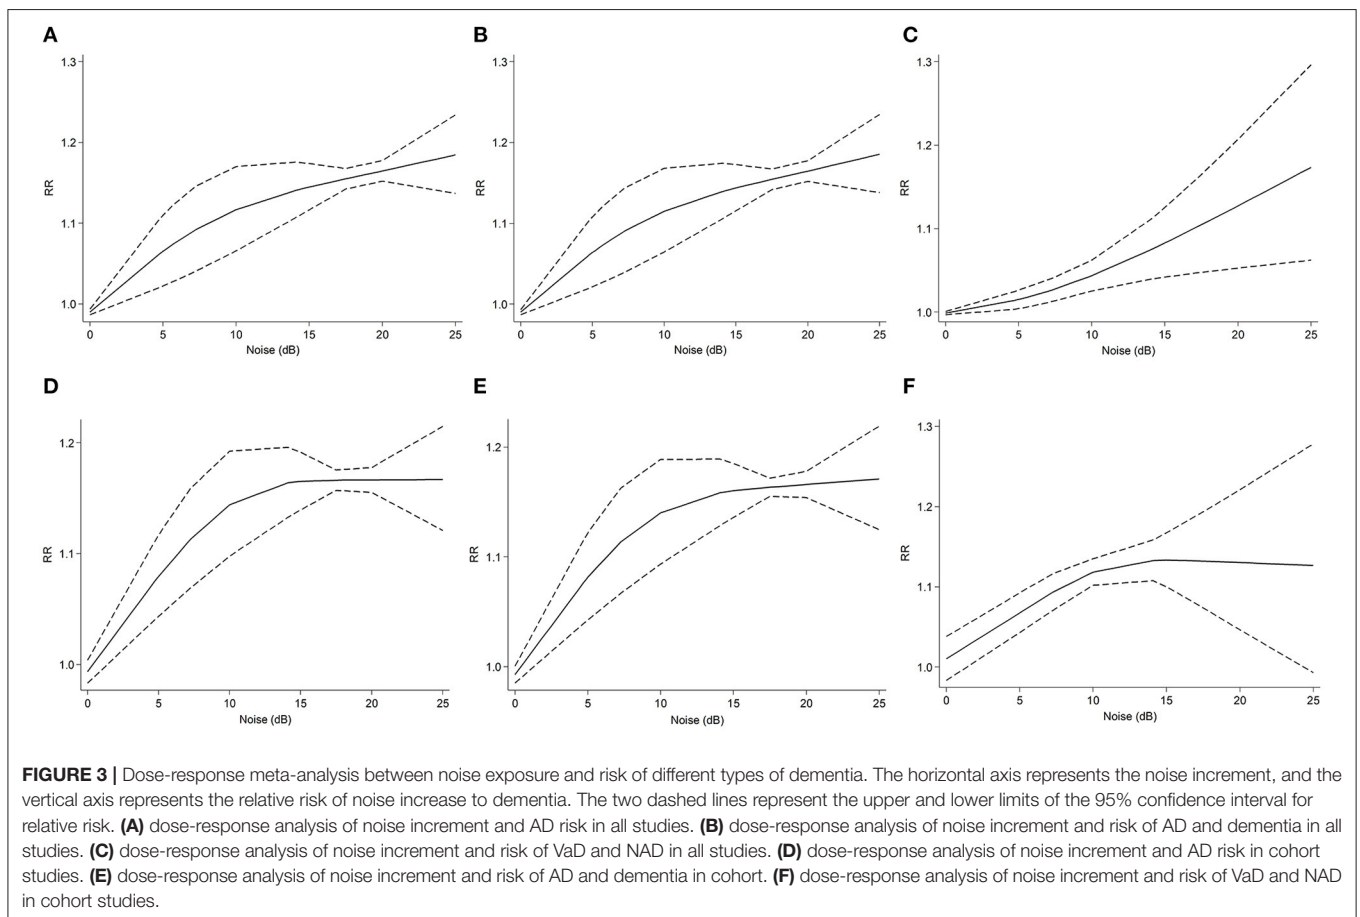 A
1.3
1.2
1.1
1.0
RR
0 5 10 15 20 25
Noise (dB)
B
1.3
1.2
1.1
1.0
RR
0 5 10 15 20 25
Noise (dB)
C
1.3
1.2
1.1
1.0
RR
0 5 10 15 20 25
Noise (dB)
D
1.2
1.1
1.0
RR
0 5 10 15 20 25
Noise (dB)
E
1.2
1.1
1.0
RR
0 5 10 15 20 25
Noise (dB)
F
1.3
1.2
1.1
1.0
RR
0 5 10 15 20 25
Noise (dB)
FIGURE 3 | Dose-response meta-analysis between noise exposure and risk of different types of dementia. The horizontal axis represents the noise increment, and the
vertical axis represents the relative risk of noise increase to dementia. The two dashed lines represent the upper and lower limits of the 95% confidence interval for
relative risk. (A) dose-response analysis of noise increment and AD risk in all studies. (B) dose-response analysis of noise increment and risk of AD and dementia in all
studies. (C) dose-response analysis of noise increment and risk of VaD and NAD in all studies. (D) dose-response analysis of noise increment and AD risk in cohort
studies. (E) dose-response analysis of noise increment and risk of AD and dementia in cohort. (F) dose-response analysis of noise increment and risk of VaD and NAD
in cohort studies.